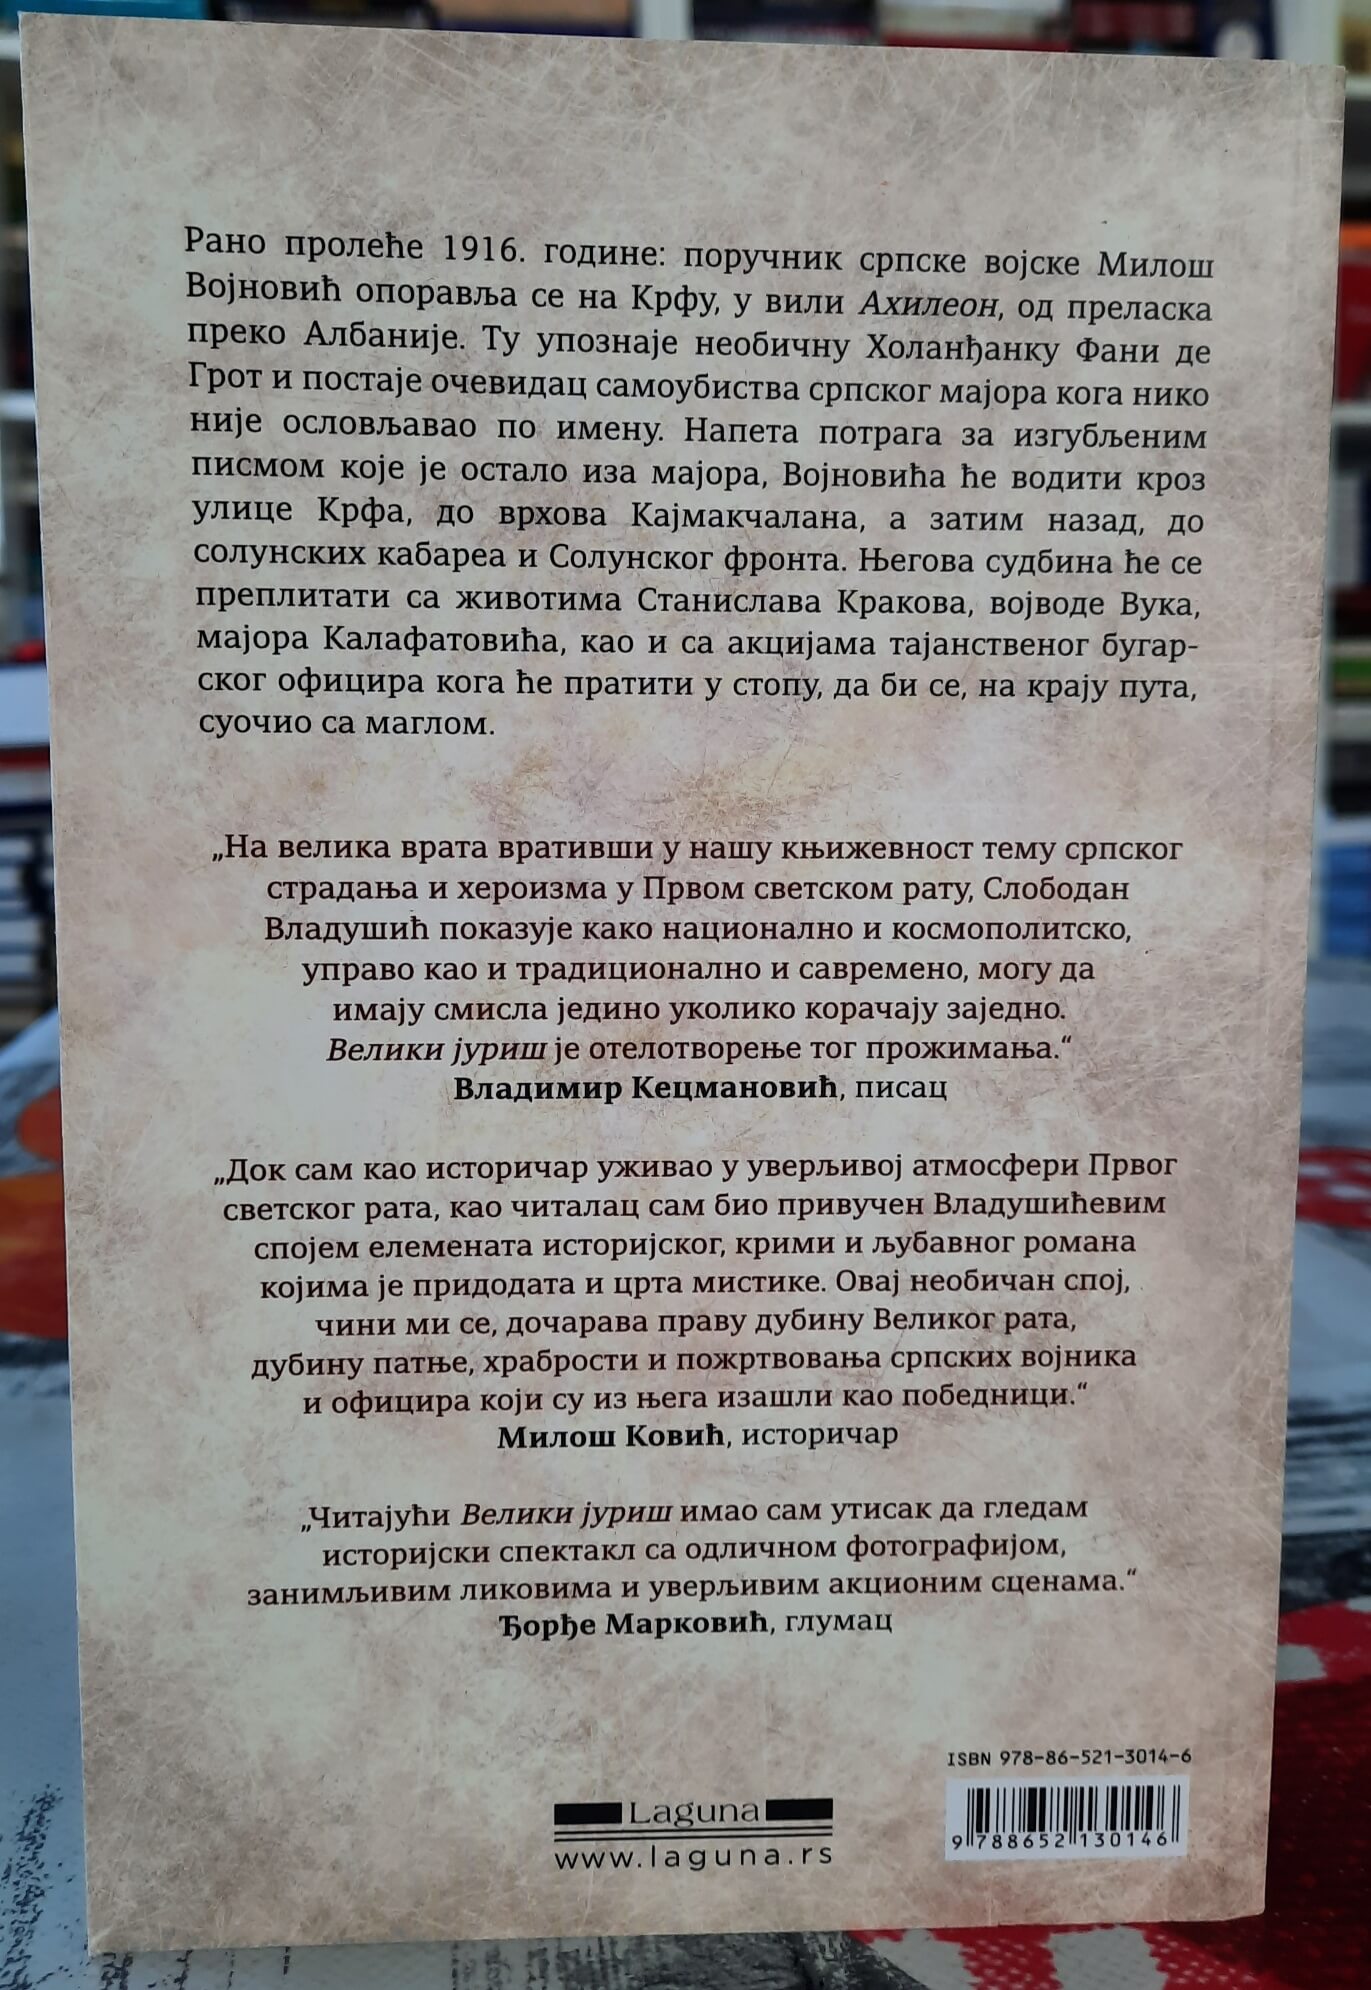 Рано пролеће 1916. године: поручник српске војске Милош
Војновић опоравља се на Крфу, у вили Ахилеон, од преласка
преко Албаније. Ту упознаје необичну Холанђанку Фани де
Грот и постаје очевидац самоубиства српског мајора кога нико
није ословљавао по имену. Напета потрага за изгубљеним
писмом које је остало иза мајора, Војновића ће водити кроз
улице Крфа, до врхова Кајмакчалана, а затим назад, до
солунских кабареа и Солунског фронта. Његова судбина ће се
преплитати са животима Станислава Кракова, војводе Вука,
мајора Калафатовића, као и са акцијама тајанственог бугар-
ског официра кога ће пратити у стопу, да би се, на крају пута,
суочио са маглом.
„На велика врата вративши у нашу књижевност тему српског
страдања и хероизма у Првом светском рату, Слободан
Владушић показује како национално и космополитско,
управо као и традиционално и савремено, могу да
имају смисла једино уколико корачају заједно.
Велики јуриш је отелотворење тог прожимања.“
Владимир Кецмановић, писац
„Док сам као историчар уживао у уверљивој атмосфери Првог
светског рата, као читалац сам био привучен Владушићевим
спојем елемената историјског, крими и љубавног романа
којима је придодата и црта мистике. Овај необичан спој,
чини ми се, дочарава праву дубину Великог рата,
дубину патње, храбрости и пожртвовања српских војника
и официра који су из њега изашли као победници.“
Милош Ковић, историчар
„Читајући Велики јуриш имао сам утисак да гледам
историјски спектакл са одличном фотографијом,
занимљивим ликовима и уверљивим акционим сценама.“
Ђорђе Марковић, глумац
ISBN 978-86-521-3014-6
Laguna
www.laguna.rs
9 788652 130146